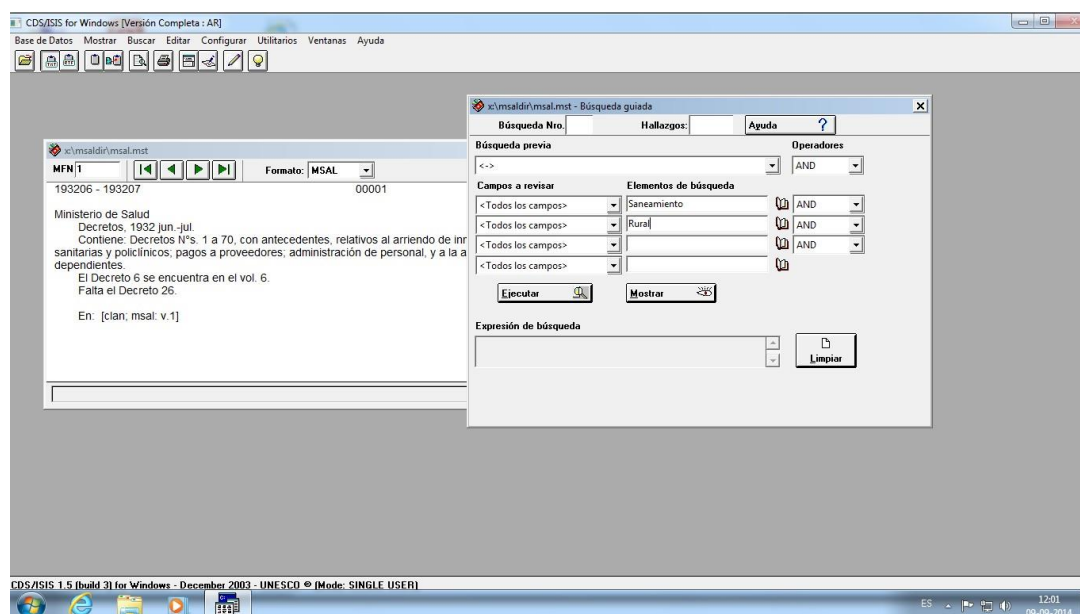 CDS/ISIS for Windows [Versión Completa : AR]
Base de Datos Mostrar Buscar Editar Configurar Utilitarios Ventanas Ayuda
x:\msaldir\msal.mst
MFN 1 Formato: MSAL
193206 - 193207 00001
Ministerio de Salud
Decretos, 1932 jun.-jul.
Contiene: Decretos N°s. 1 a 70, con antecedentes, relativos al arriendo de
sanitarias y policlínicos; pagos a proveedores; administración de personal, y a la
dependientes.
El Decreto 6 se encuentra en el vol. 6.
Falta el Decreto 26.
En: [clan; msal: v.1]
x:\msaldir\msal.mst - Búsqueda guiada
Búsqueda Nro. Hallazgos: Ayuda ?
Búsqueda previa Operadores
<-> AND
Campos a revisar Elementos de búsqueda
<Todos los campos> Saneamiento AND
<Todos los campos> Rural AND
<Todos los campos> AND
<Todos los campos>
Ejecutar Mostrar
Expresión de búsqueda
Limpiar
CDS/ISIS 1.5 (build 3) for Windows - December 2003 - UNESCO © (Mode: SINGLE USER)
ES 12:01
09-09-2014